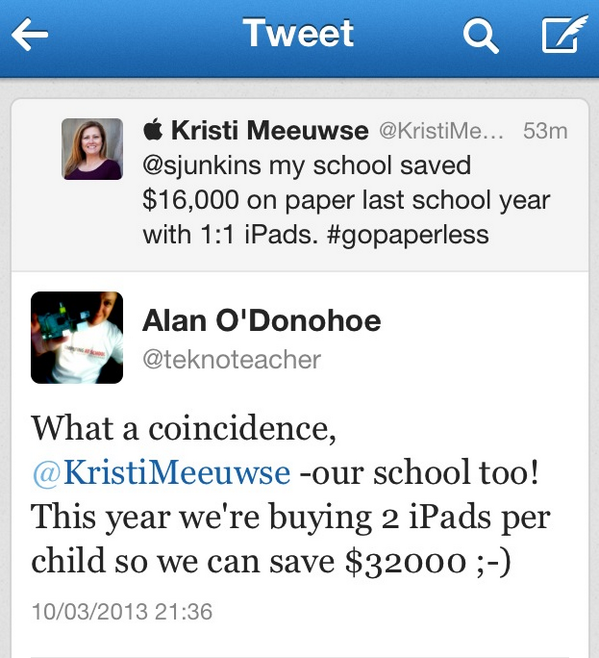 Tweet
Kristi Meeuwse @KristiMe... 53m
@sjunkins my school saved
$16,000 on paper last school year
with 1:1 iPads. #gopaperless
Alan O'Donohoe
@teknoteacher
What a coincidence,
@KristiMeeuwse -our school too!
This year we're buying 2 iPads per
child so we can save $32000 ;-)
10/03/2013 21:36